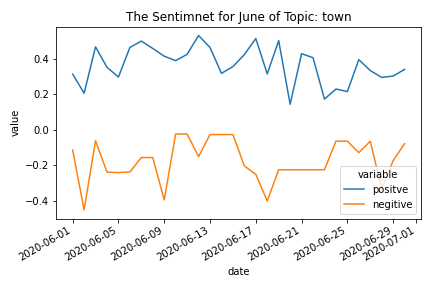 The Sentimnet for June of Topic: town
value
0.4
0.2
0.0
−0.2
−0.4
variable
positve
negitive
2020-06-01
2020-06-05
2020-06-09
2020-06-13
2020-06-17
2020-06-21
2020-06-25
2020-06-29
2020-07-01
date